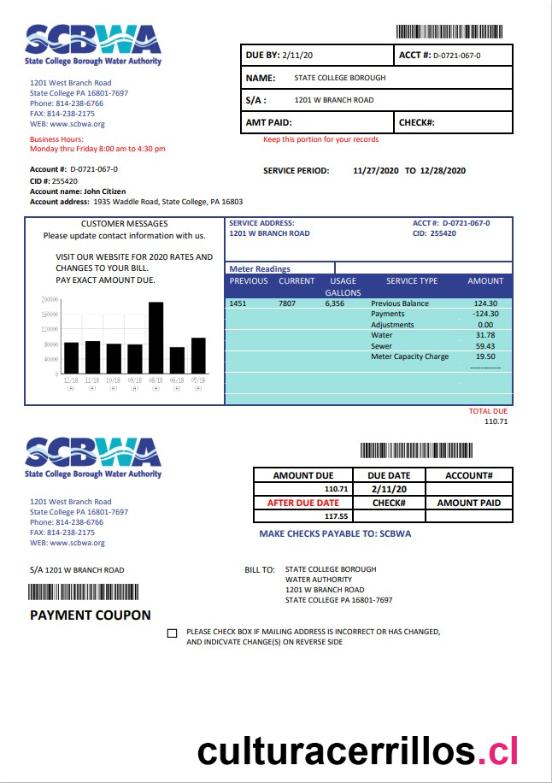 SCBWA
State College Borough Water Authority
1201 West Branch Road
State College PA 16801-7697
Phone: 814-238-6766
FAX: 814-238-2175
WEB: www.scbwa.org
Business Hours:
Monday thru Friday 8:00 am to 4:30 pm
DUE BY: 2/11/20 ACCT #: D-0721-067-0
NAME: STATE COLLEGE BOROUGH
S/A : 1201 W BRANCH ROAD
AMT PAID: CHECK#:
Keep this portion for your records
Account #: D-0721-067-0
CID #: 255420
Account name: John Citizen
Account address: 1935 Waddle Road, State College, PA 16803
SERVICE PERIOD: 11/27/2020 TO 12/28/2020
CUSTOMER MESSAGES
Please update contact information with us.
VISIT OUR WEBSITE FOR 2020 RATES AND
CHANGES TO YOUR BILL.
PAY EXACT AMOUNT DUE.
200000
160000
120000
80000
40000
0
12/18 11/18 10/18 09/18 08/18 06/18 05/18
SERVICE ADDRESS: ACCT#: D-0721-067-0
1201 W BRANCH ROAD CID: 255420
Meter Readings
PREVIOUS CURRENT USAGE SERVICE TYPE AMOUNT
GALLONS
1451 7807 6,356 Previous Balance 124.30
Payments -124.30
Adjustments 0.00
Water 31.78
Sewer 59.43
Meter Capacity Charge 19.50
TOTAL DUE
110.71
SCBWA
State College Borough Water Authority
1201 West Branch Road
State College PA 16801-7697
Phone: 814-238-6766
FAX: 814-238-2175
WEB: www.scbwa.org
AMOUNT DUE DUE DATE ACCOUNT#
110.71 2/11/20
AFTER DUE DATE CHECK# AMOUNT PAID
117.55
MAKE CHECKS PAYABLE TO: SCBWA
S/A 1201 W BRANCH ROAD
BILL TO: STATE COLLEGE BOROUGH
WATER AUTHORITY
1201 W BRANCH ROAD
STATE COLLEGE PA 16801-7697
PAYMENT COUPON
PLEASE CHECK BOX IF MAILING ADDRESS IS INCORRECT OR HAS CHANGED,
AND INDICVATE CHANGE(S) ON REVERSE SIDE
culturacerrillos.cl